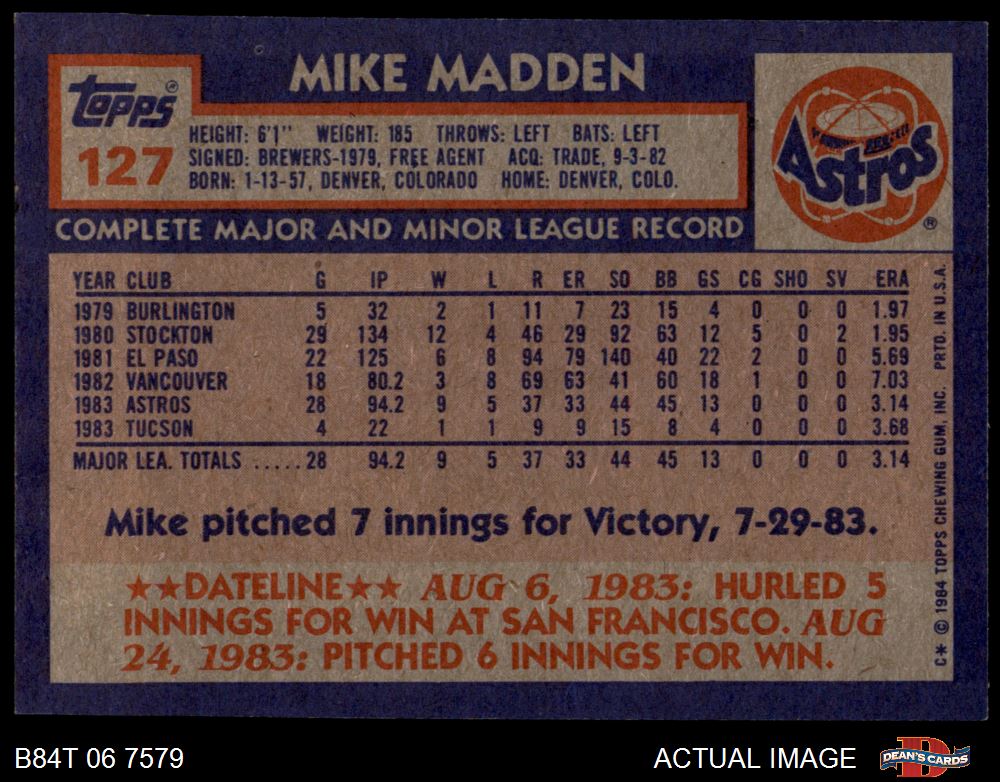 MIKE MADDEN
Topps®
127
HEIGHT: 6'1" WEIGHT: 185 THROWS: LEFT BATS: LEFT
SIGNED: BREWERS-1979, FREE AGENT ACQ: TRADE, 9-3-82
BORN: 1-13-57, DENVER, COLORADO HOME: DENVER, COLO.
Astros
®
COMPLETE MAJOR AND MINOR LEAGUE RECORD
YEAR CLUB G IP W L R ER SO BB GS CG SHO SV ERA
1979 BURLINGTON 5 32 2 1 11 7 23 15 4 0 0 0 1.97
1980 STOCKTON 29 134 12 4 46 29 92 63 12 5 0 2 1.95
1981 EL PASO 22 125 6 8 94 79 140 40 22 2 0 0 5.69
1982 VANCOUVER 18 80.2 3 8 69 63 41 60 18 1 0 0 7.03
1983 ASTROS 28 94.2 9 5 37 33 44 45 13 0 0 0 3.14
1983 TUCSON 4 22 1 1 9 9 15 8 4 0 0 0 3.68
MAJOR LEA. TOTALS .....28 94.2 9 5 37 33 44 45 13 0 0 0 3.14
Mike pitched 7 innings for Victory, 7-29-83.
★★DATELINE★★ AUG 6, 1983: HURLED 5
INNINGS FOR WIN AT SAN FRANCISCO. AUG
24, 1983: PITCHED 6 INNINGS FOR WIN.
C* © 1984 TOPPS CHEWING GUM, INC. PRTD. IN U.S.A.
B84T 06 7579
ACTUAL IMAGE
DEAN'S CARDS